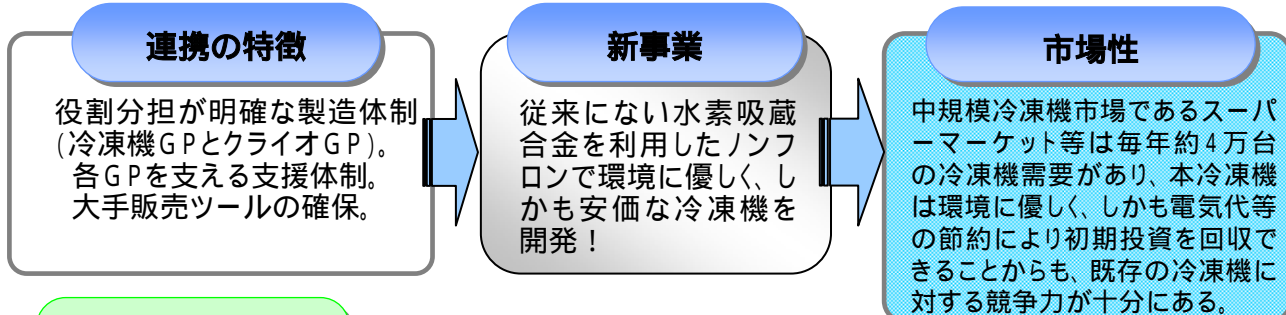 連携の特徴
役割分担が明確な製造体制
(冷凍機GPとクライオGP)。
各GPを支える支援体制。
大手販売ツールの確保。
新事業
従来にない水素吸蔵
合金を利用したノンフ
ロンで環境に優しく、し
かも安価な冷凍機を
開発！
市場性
中規模冷凍機市場であるスーパ
ーマーケット等は毎年約4万台
の冷凍機需要があり、本冷凍機
は環境に優しく、しかも電気代等
の節約により初期投資を回収で
きることからも、既存の冷凍機に
対する競争力が十分にある。